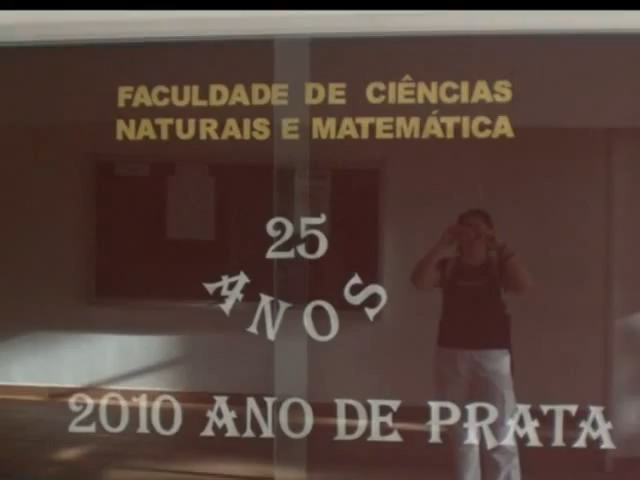 FACULDADE DE CIÊNCIAS
NATURAIS E MATEMÁTICA
25
ANOS
2010 ANO DE PRATA